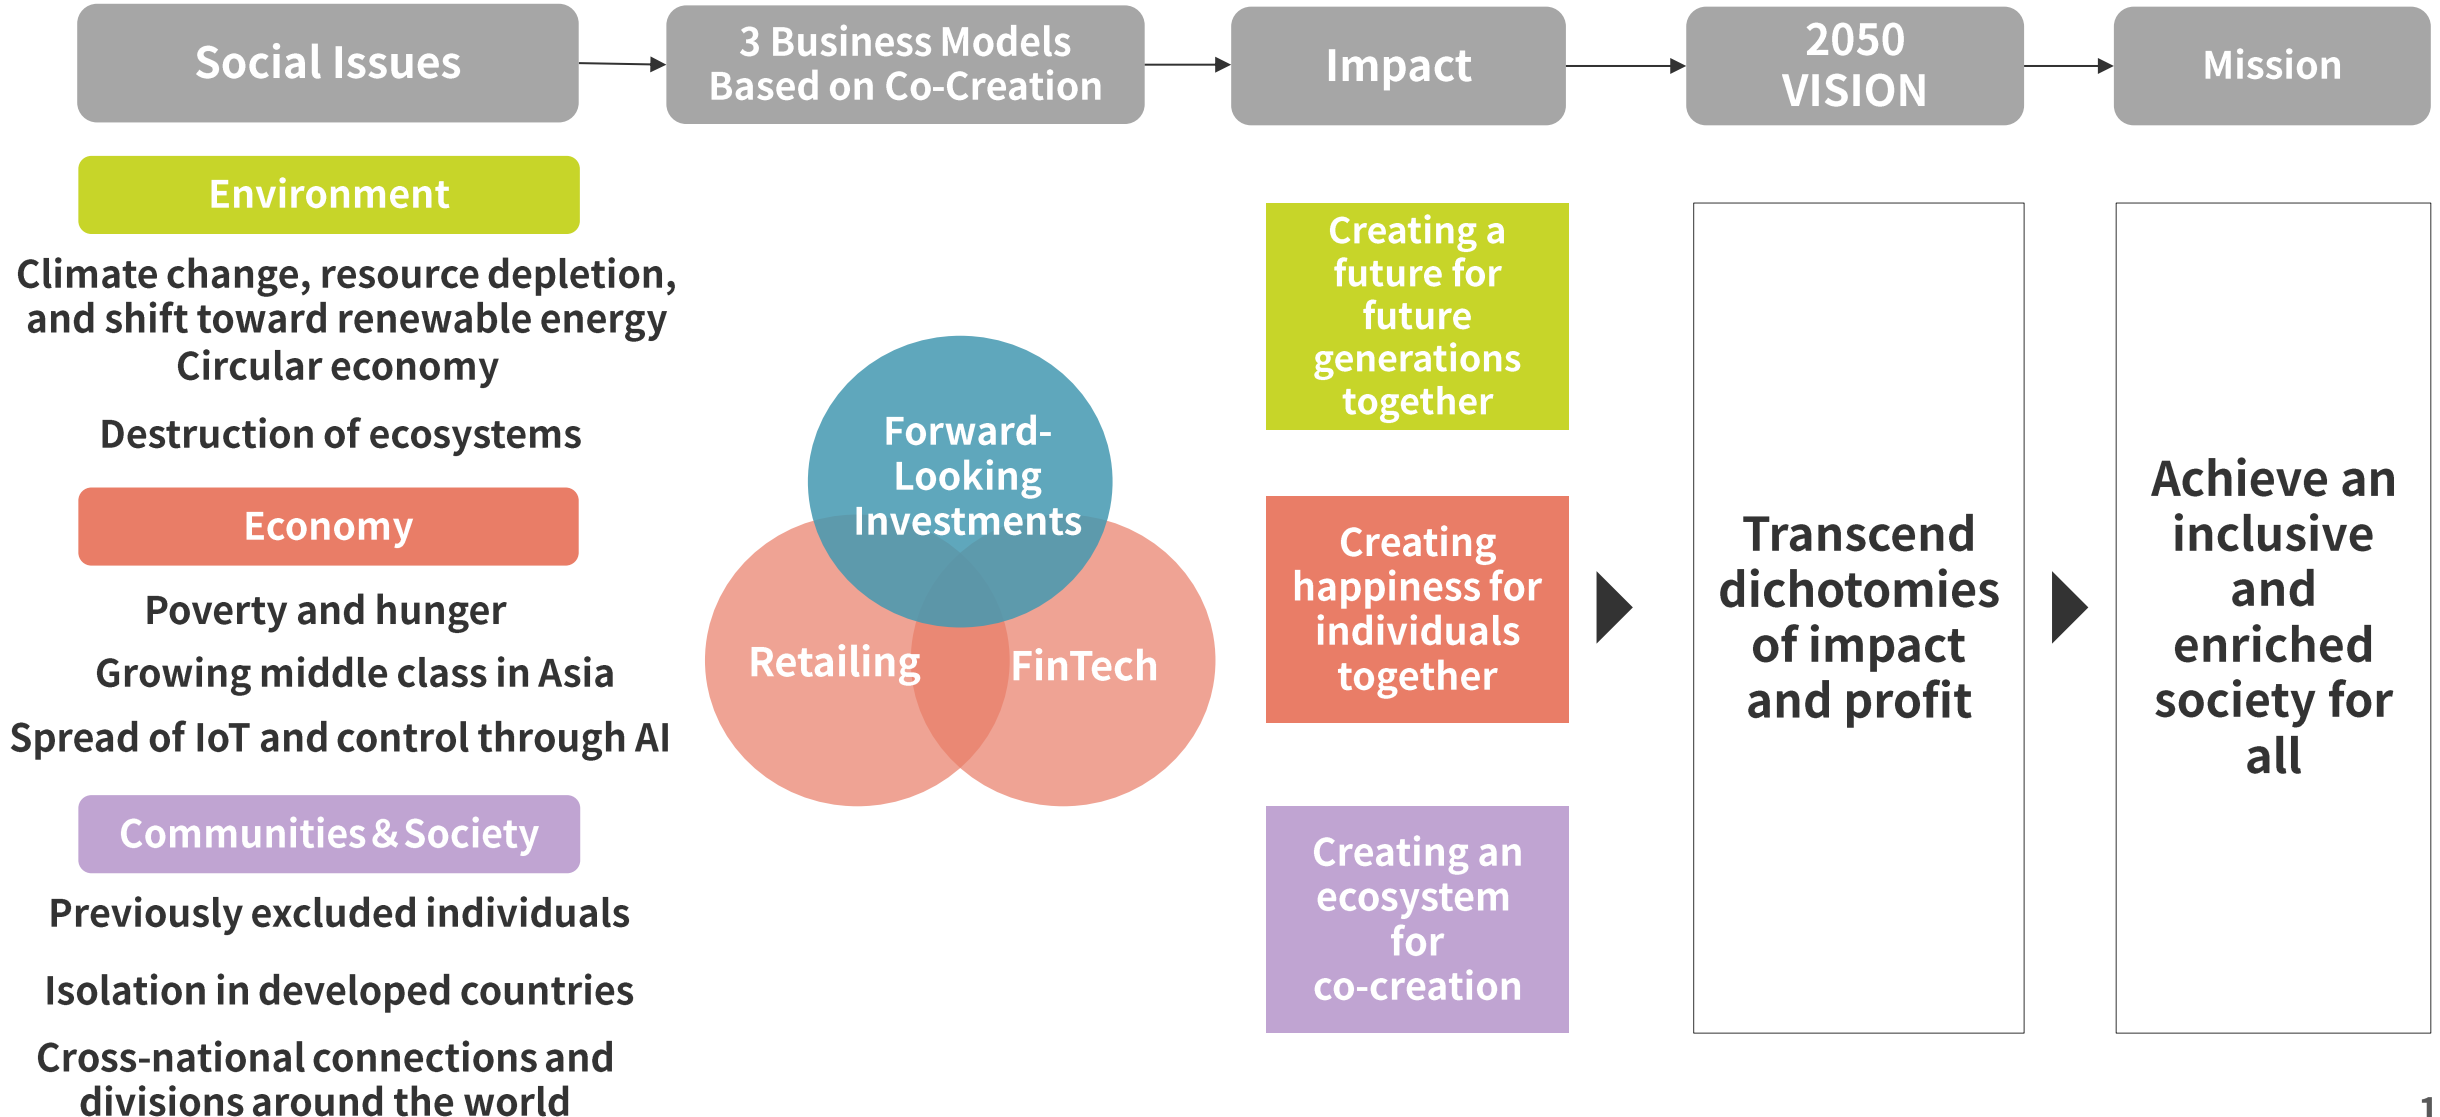 Social Issues
3 Business Models
Based on Co-Creation
Impact
2050
VISION
Mission
Environment
Climate change, resource depletion,
and shift toward renewable energy
Circular economy
Destruction of ecosystems
Economy
Poverty and hunger
Growing middle class in Asia
Spread of IoT and control through AI
Communities & Society
Previously excluded individuals
Isolation in developed countries
Cross-national connections and
divisions around the world
Forward-
Looking
Investments
Retailing
FinTech
Creating a
future for
future
generations
together
Creating
happiness for
individuals
together
Creating an
ecosystem
for
co-creation
Transcend
dichotomies
of impact
and profit
Achieve an
inclusive
and
enriched
society for
all
1